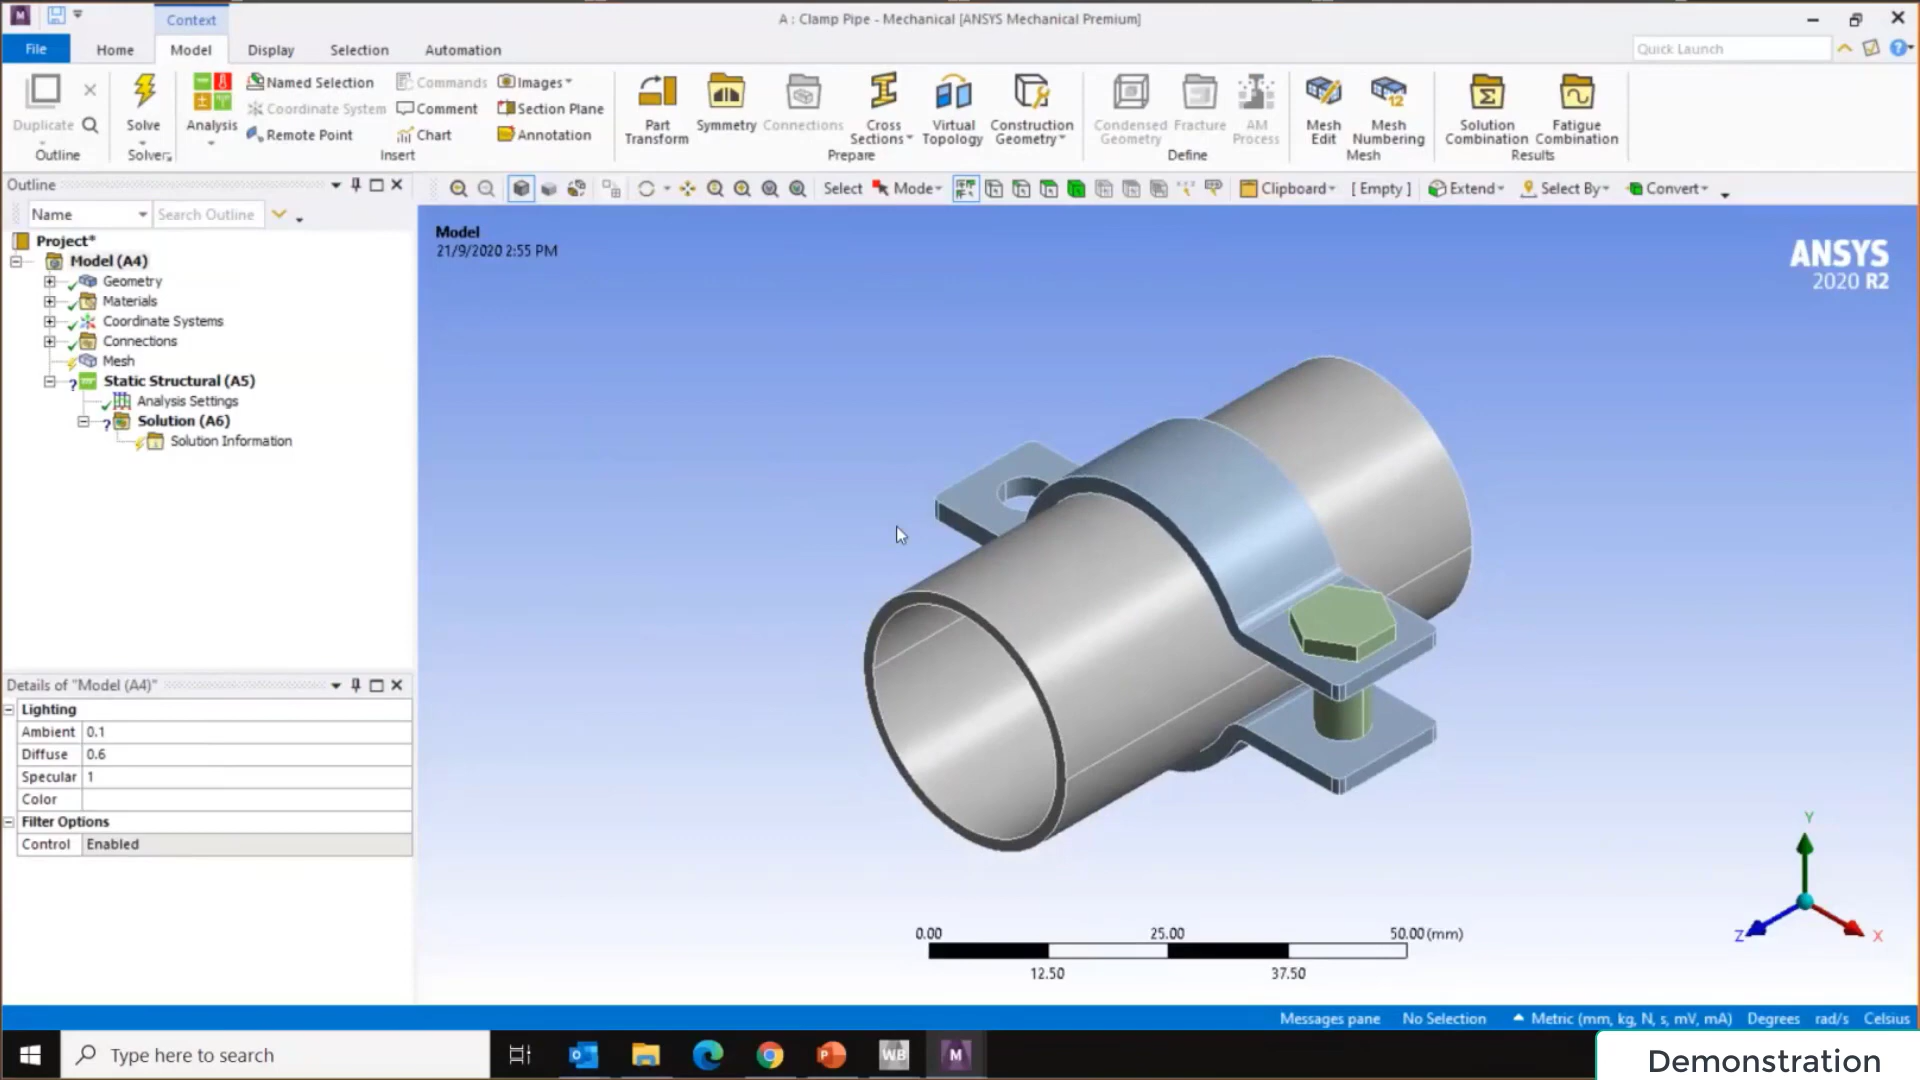 Context
A : Clamp Pipe - Mechanical [ANSYS Mechanical Premium]
File Home Model Display Selection Automation
Quick Launch
Duplicate
Outline
Solve
Solver
Analysis
Named Selection
Coordinate System
Remote Point
Commands
Comment
Chart
Images
Section Plane
Annotation
Insert
Part Transform
Symmetry
Connections
Cross Sections
Virtual Topology
Construction Geometry
Prepare
Condensed Geometry
Fracture
AM Process
Define
Mesh Edit
Mesh Numbering
Mesh
Solution Combination
Fatigue Combination
Results
Outline
Select Mode Clipboard [ Empty ] Extend Select By Convert
Name Search Outline
Project*
Model (A4)
Geometry
Materials
Coordinate Systems
Connections
Mesh
Static Structural (A5)
Analysis Settings
Solution (A6)
Solution Information
Model
21/9/2020 2:55 PM
ANSYS
2020 R2
Details of "Model (A4)"
Lighting
Ambient 0.1
Diffuse 0.6
Specular 1
Color
Filter Options
Control Enabled
0.00 25.00 50.00 (mm)
12.50 37.50
Y
Z X
Messages pane No Selection Metric (mm, kg, N, s, mV, mA) Degrees rad/s Celsius
Type here to search
WB
M
Demonstration